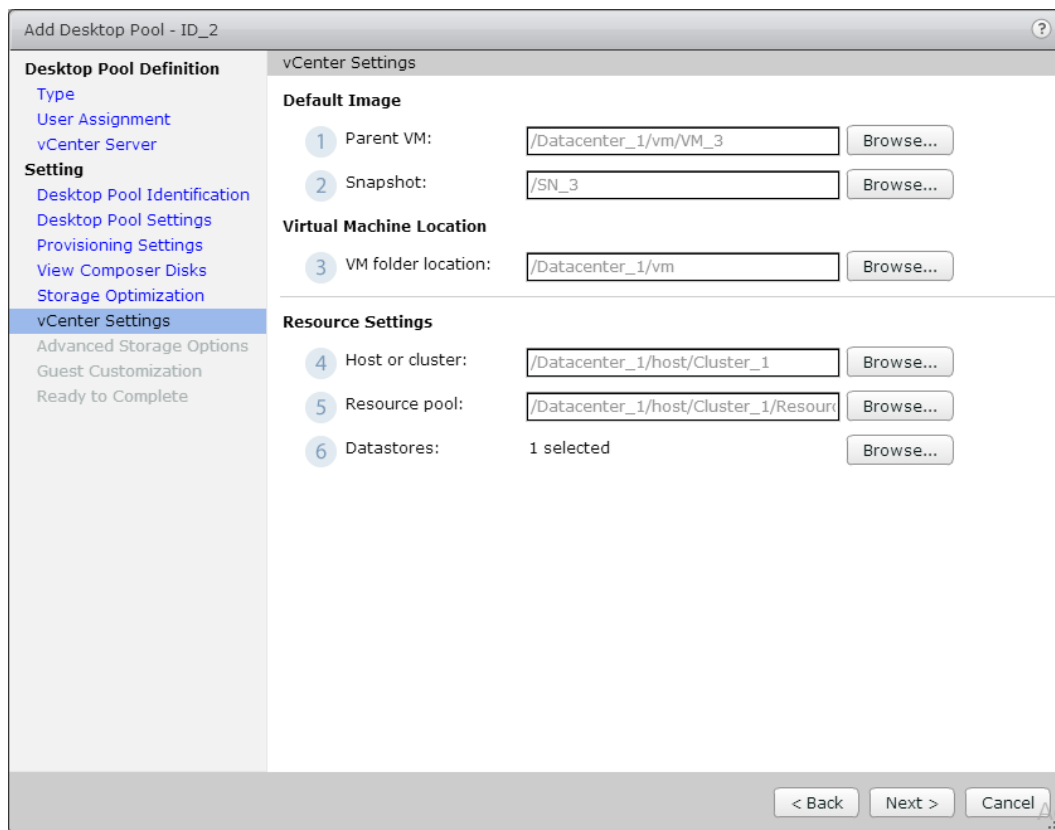 Add Desktop Pool - ID_2
?
Desktop Pool Definition
Type
User Assignment
vCenter Server
Setting
Desktop Pool Identification
Desktop Pool Settings
Provisioning Settings
View Composer Disks
Storage Optimization
vCenter Settings
Advanced Storage Options
Guest Customization
Ready to Complete
vCenter Settings
Default Image
1 Parent VM: /Datacenter_1/vm/VM_3 Browse...
2 Snapshot: /SN_3 Browse...
Virtual Machine Location
3 VM folder location: /Datacenter_1/vm Browse...
Resource Settings
4 Host or cluster: /Datacenter_1/host/Cluster_1 Browse...
5 Resource pool: /Datacenter_1/host/Cluster_1/Resourc Browse...
6 Datastores: 1 selected Browse...
< Back Next > Cancel